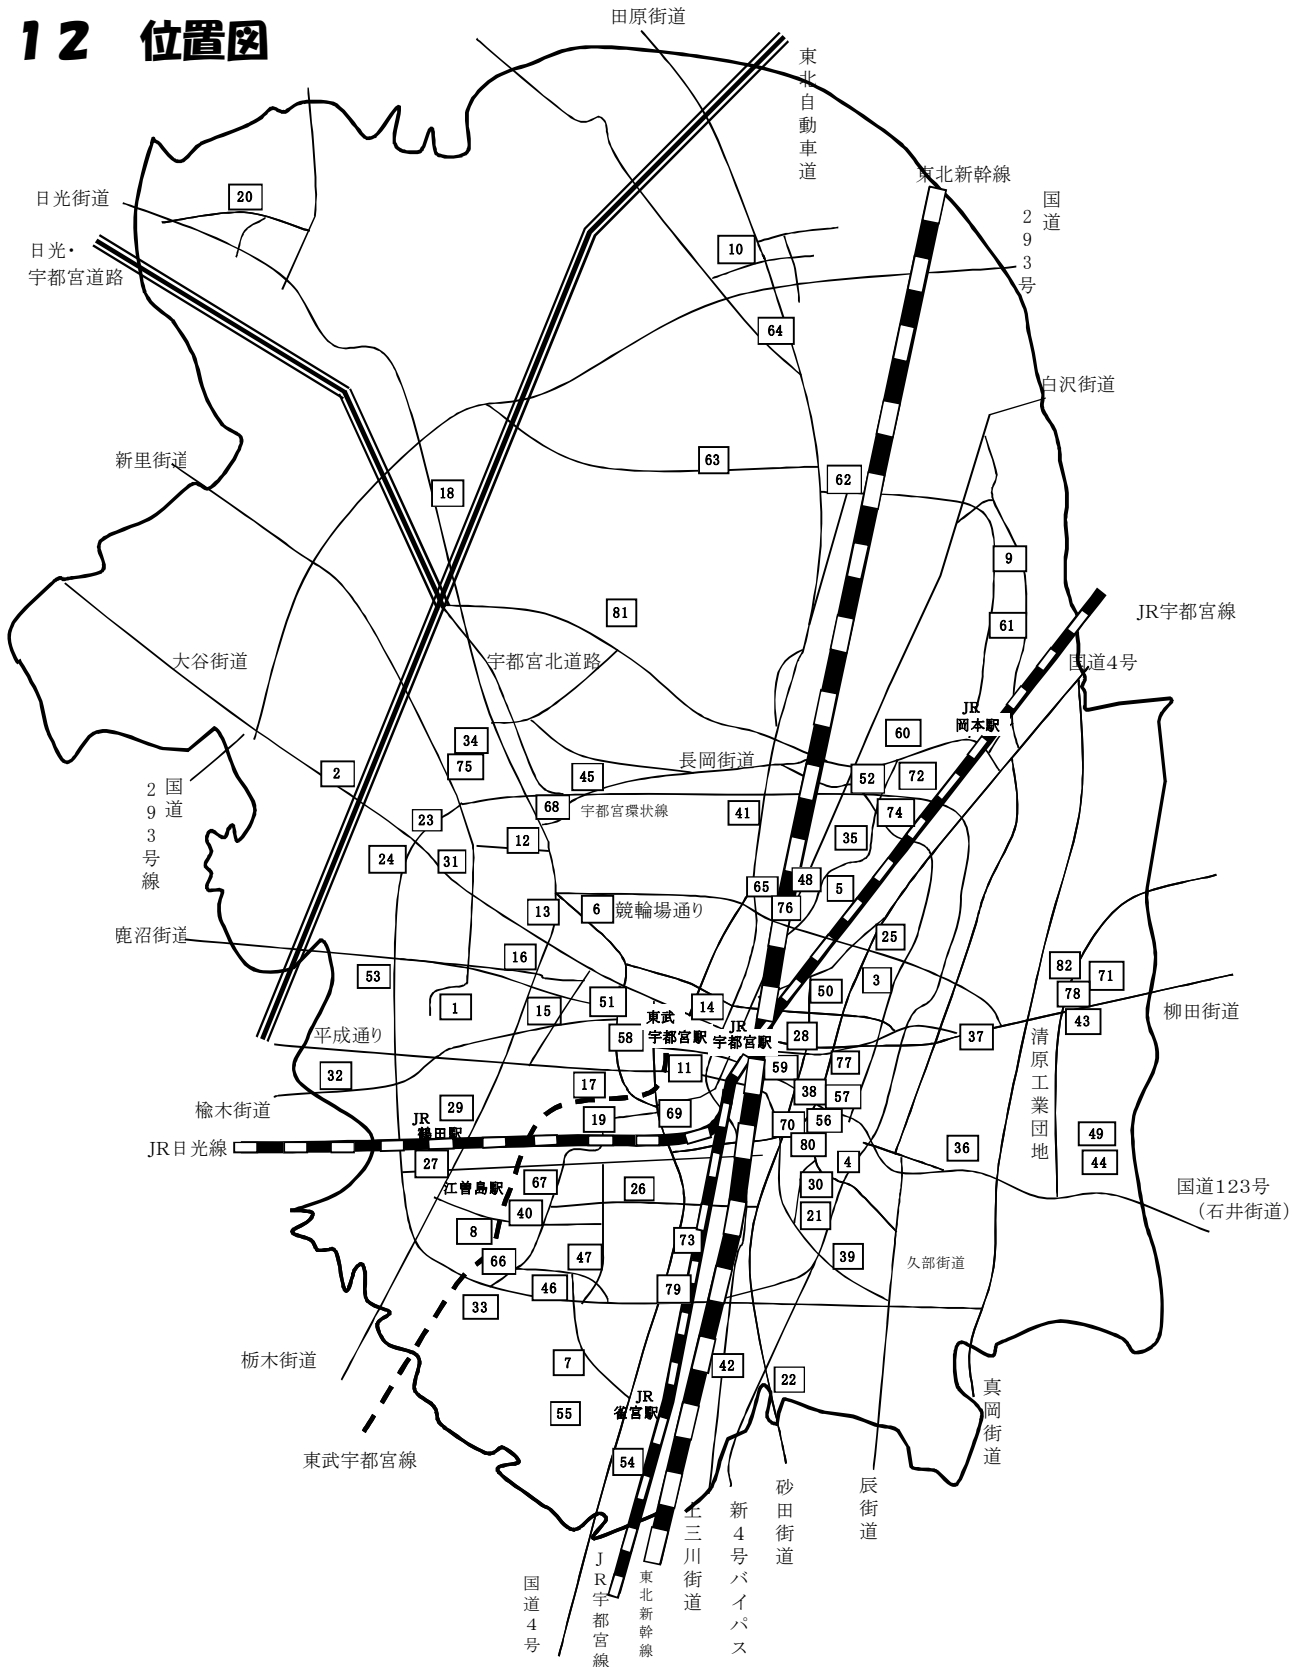 12 位置図
田原街道
東北自動車道
東北新幹線
国道
293号
日光街道
20
日光・
宇都宮道路
10
64
白沢街道
新里街道
63
18
62
9
81
61
JR宇都宮線
大谷街道
宇都宮北道路
国道4号
JR
岡本駅
34
60
長岡街道
75
2
45
52
72
国道
293号線
68
宇都宮環状線
41
74
23
12
35
24
31
65
48
5
13
6
競輪場通り
76
鹿沼街道
25
16
82
53
71
3
50
78
1
15
51
14
柳田街道
東武
宇都宮駅
JR
宇都宮駅
43
平成通り
58
28
37
清原工業団地
11
59
77
32
17
38
57
楡木街道
29
19
69
70
56
JR
鶴田駅
49
JR日光線
80
36
27
4
44
江曽島駅
67
26
30
国道123号
(石井街道)
40
21
8
73
66
47
39
久部街道
46
79
33
栃木街道
7
42
22
真岡街道
JR
雀宮駅
55
東武宇都宮線
54
砂田街道
辰街道
上三川街道
新4号バイパス
JR宇都宮線
東北新幹線
国道4号